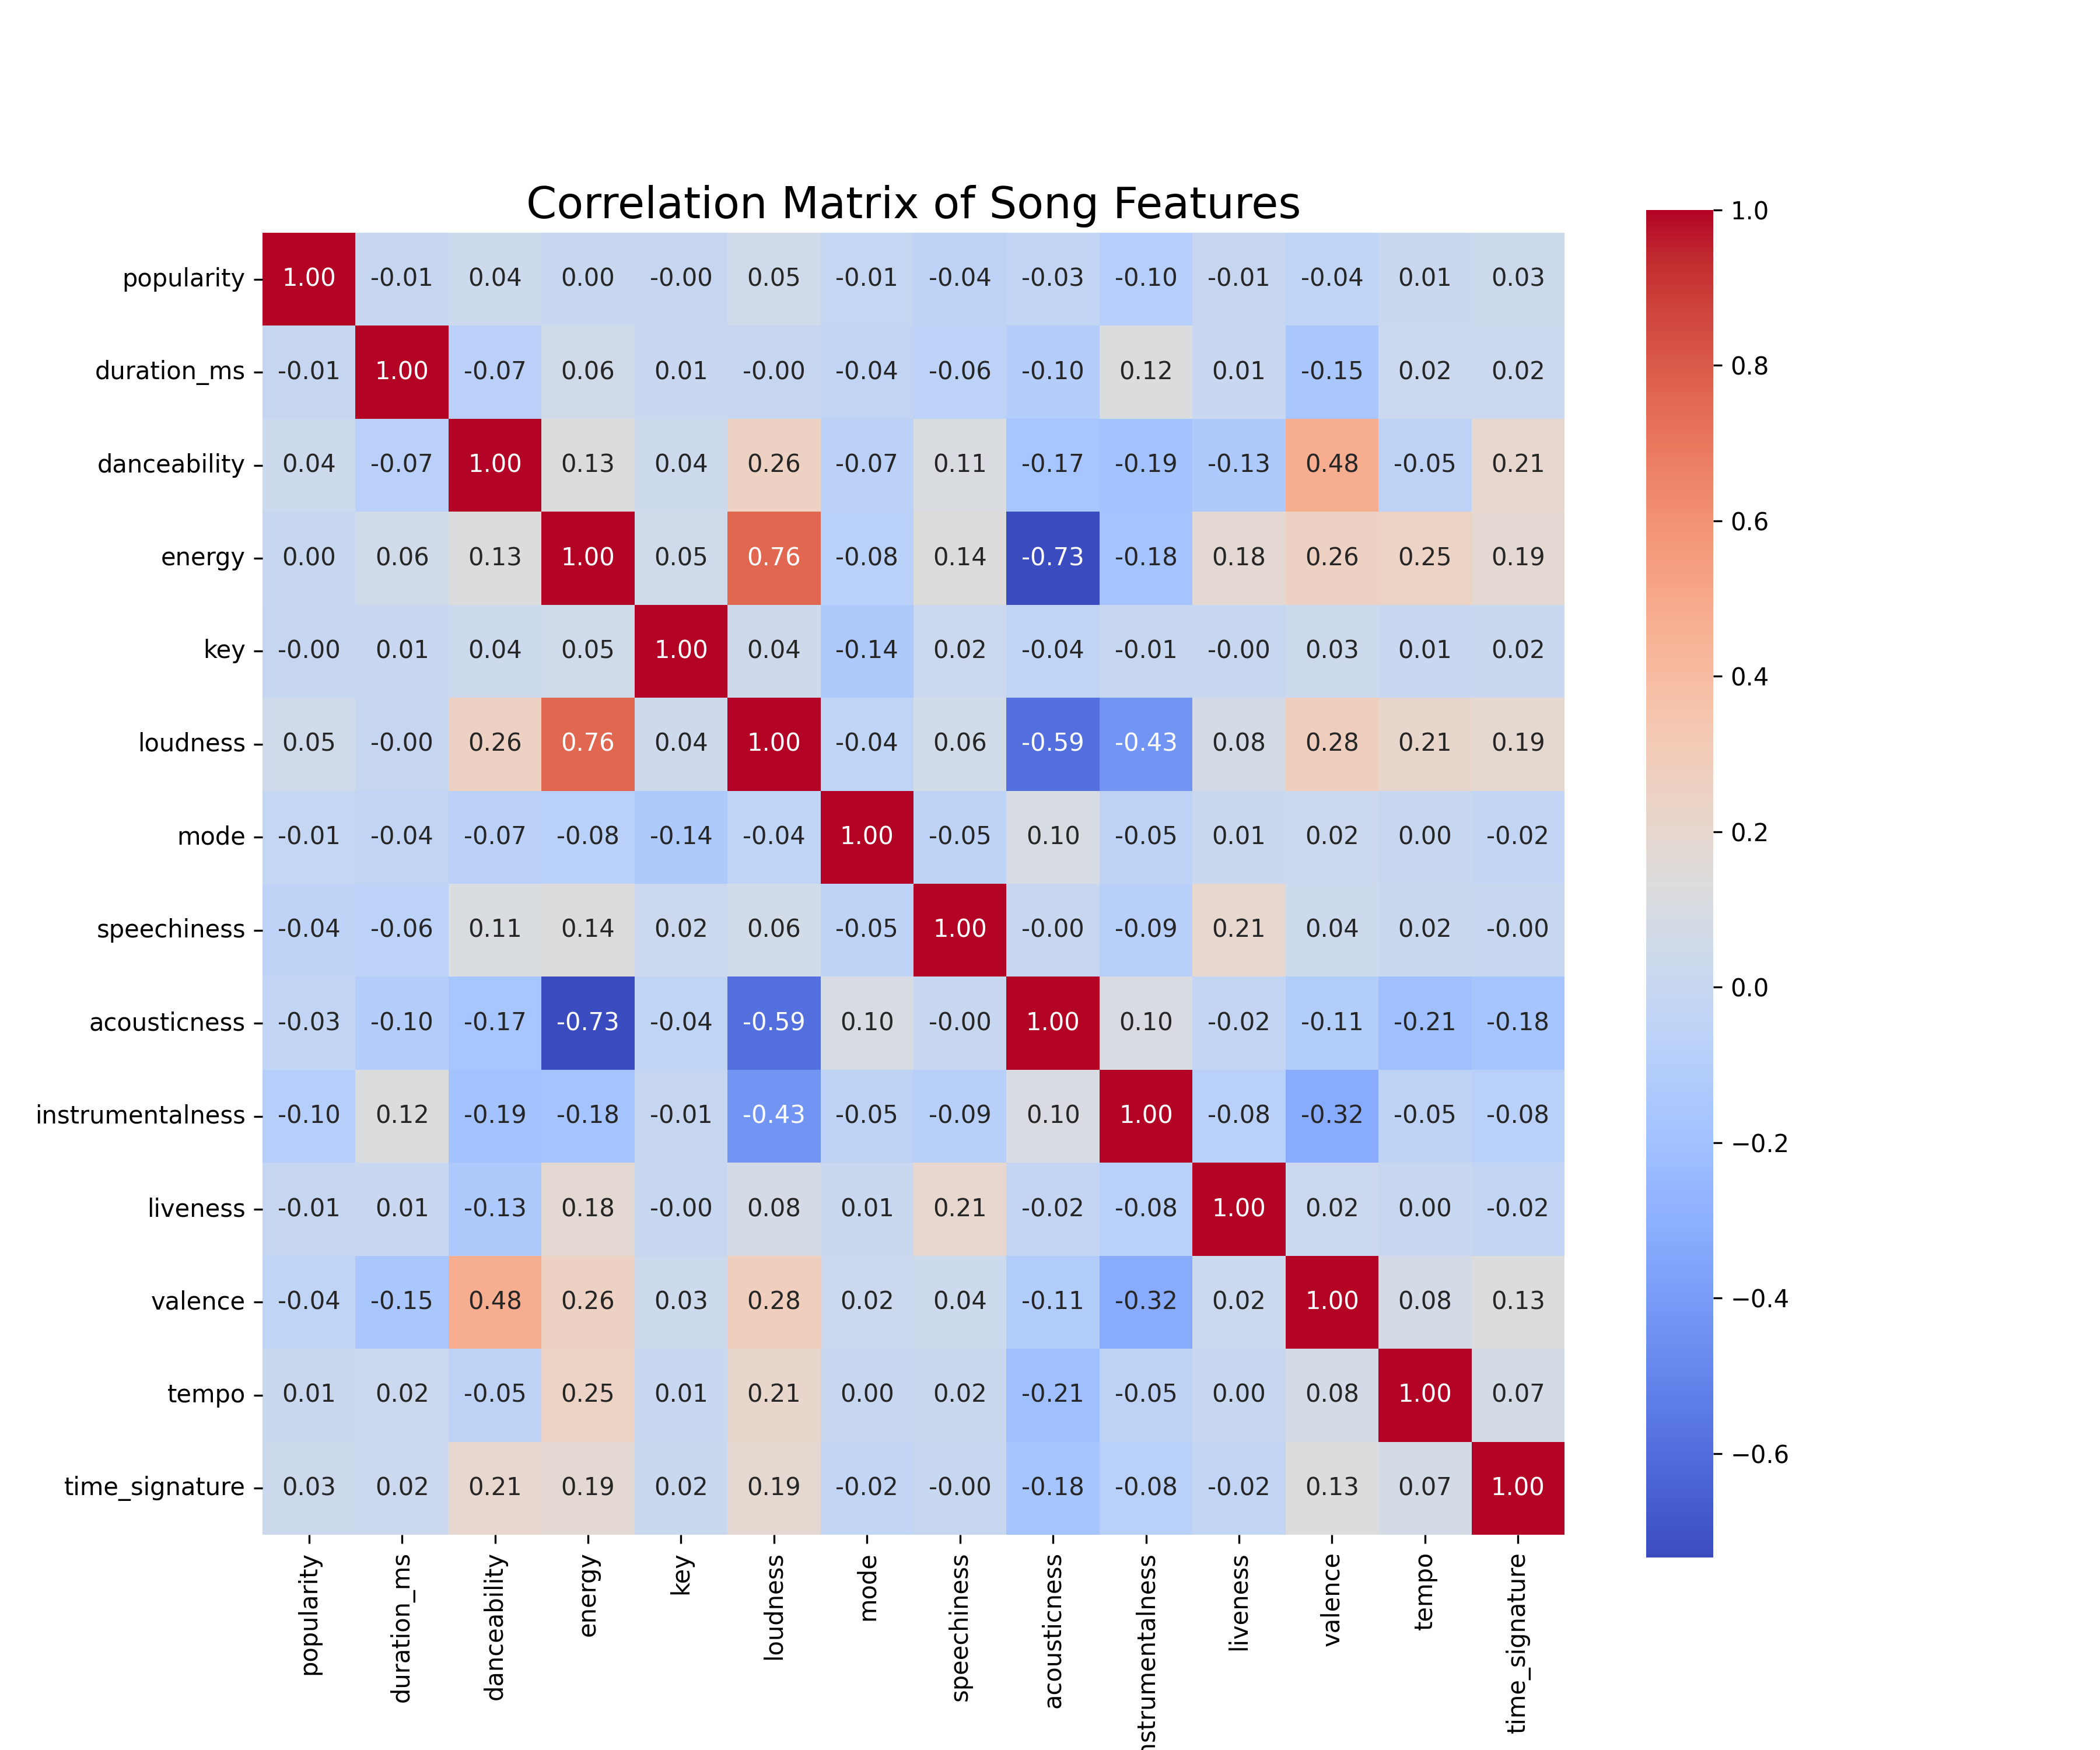 Correlation Matrix of Song Features
popularity 1.00 -0.01 0.04 0.00 -0.00 0.05 -0.01 -0.04 -0.03 -0.10 -0.01 -0.04 0.01 0.03
duration_ms -0.01 1.00 -0.07 0.06 0.01 -0.00 -0.04 -0.06 -0.10 0.12 0.01 -0.15 0.02 0.02
danceability 0.04 -0.07 1.00 0.13 0.04 0.26 -0.07 0.11 -0.17 -0.19 -0.13 0.48 -0.05 0.21
energy 0.00 0.06 0.13 1.00 0.05 0.76 -0.08 0.14 -0.73 -0.18 0.18 0.26 0.25 0.19
key -0.00 0.01 0.04 0.05 1.00 0.04 -0.14 0.02 -0.04 -0.01 -0.00 0.03 0.01 0.02
loudness 0.05 -0.00 0.26 0.76 0.04 1.00 -0.04 0.06 -0.59 -0.43 0.08 0.28 0.21 0.19
mode -0.01 -0.04 -0.07 -0.08 -0.14 -0.04 1.00 -0.05 0.10 -0.05 0.01 0.02 0.00 -0.02
speechiness -0.04 -0.06 0.11 0.14 0.02 0.06 -0.05 1.00 -0.00 -0.09 0.21 0.04 0.02 -0.00
acousticness -0.03 -0.10 -0.17 -0.73 -0.04 -0.59 0.10 -0.00 1.00 0.10 -0.02 -0.11 -0.21 -0.18
instrumentalness -0.10 0.12 -0.19 -0.18 -0.01 -0.43 -0.05 -0.09 0.10 1.00 -0.08 -0.32 -0.05 -0.08
liveness -0.01 0.01 -0.13 0.18 -0.00 0.08 0.01 0.21 -0.02 -0.08 1.00 0.02 0.00 -0.02
valence -0.04 -0.15 0.48 0.26 0.03 0.28 0.02 0.04 -0.11 -0.32 0.02 1.00 0.08 0.13
tempo 0.01 0.02 -0.05 0.25 0.01 0.21 0.00 0.02 -0.21 -0.05 0.00 0.08 1.00 0.07
time_signature 0.03 0.02 0.21 0.19 0.02 0.19 -0.02 -0.00 -0.18 -0.08 -0.02 0.13 0.07 1.00
popularity
duration_ms
danceability
energy
key
loudness
mode
speechiness
acousticness
nstrumentalness
liveness
valence
tempo
time_signature
1.0
0.8
0.6
0.4
0.2
0.0
−0.2
−0.4
−0.6